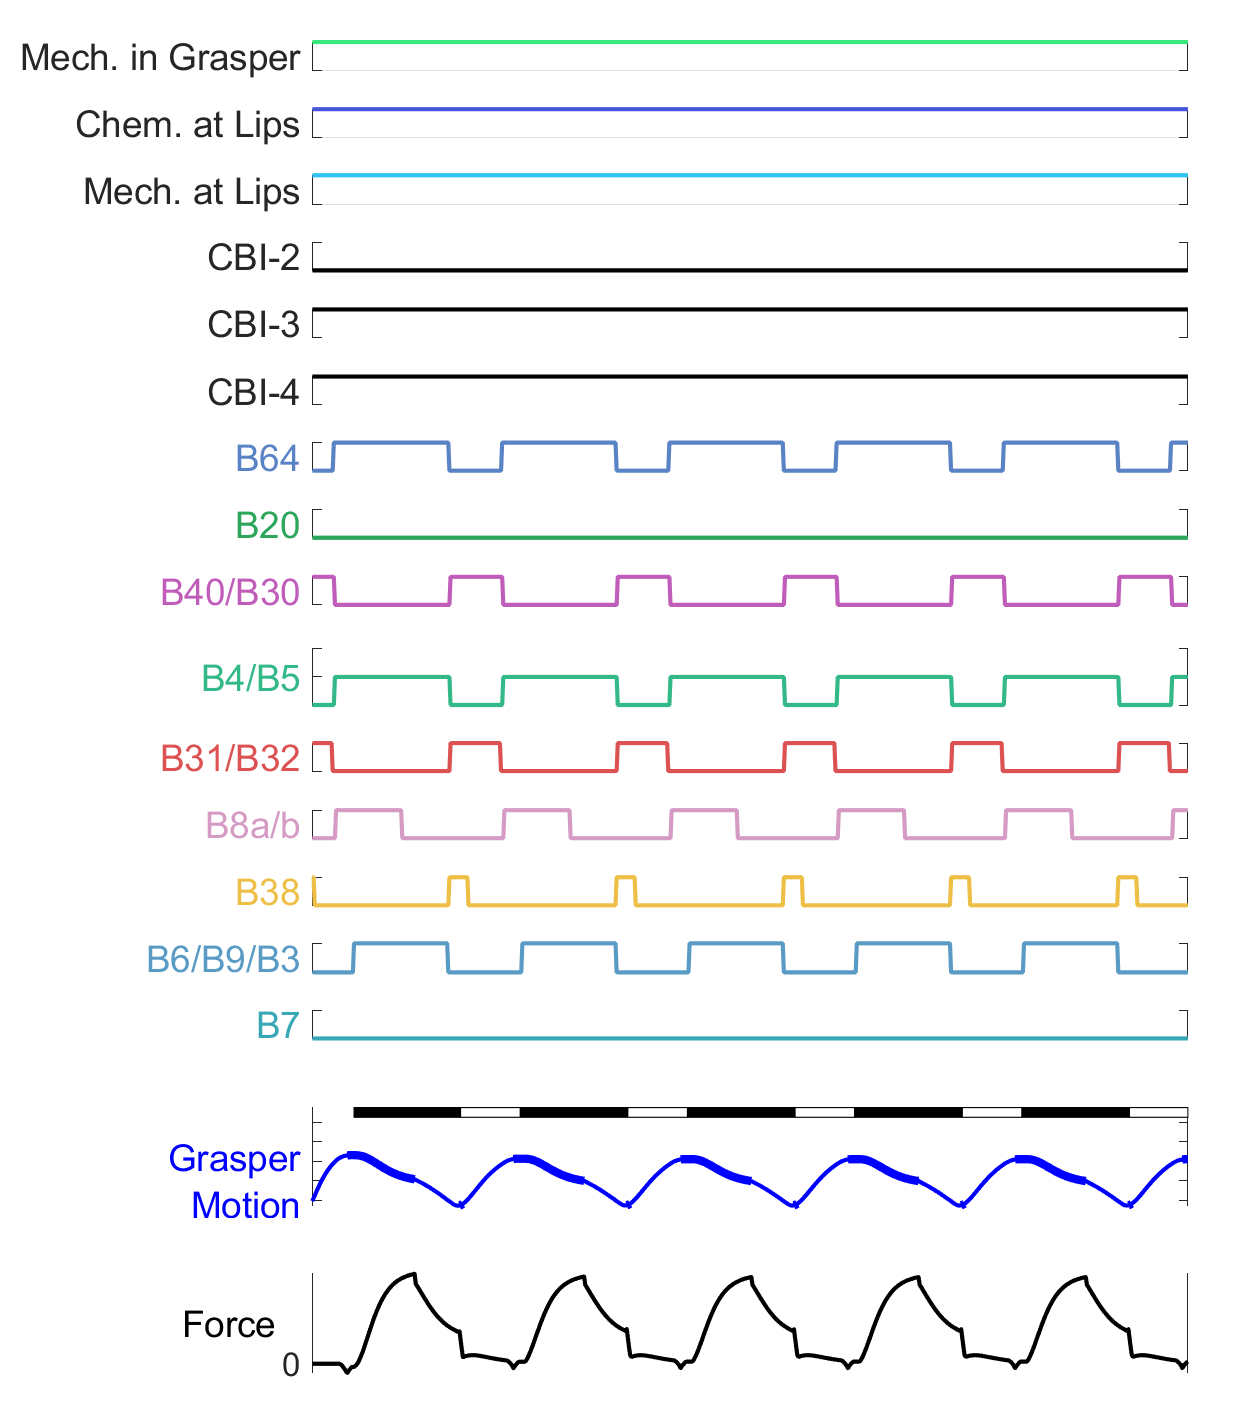 Mech. in Grasper
Chem. at Lips
Mech. at Lips
CBI-2
CBI-3
CBI-4
B64
B20
B40/B30
B4/B5
B31/B32
B8a/b
B38
B6/B9/B3
B7
Grasper
Motion
Force
0